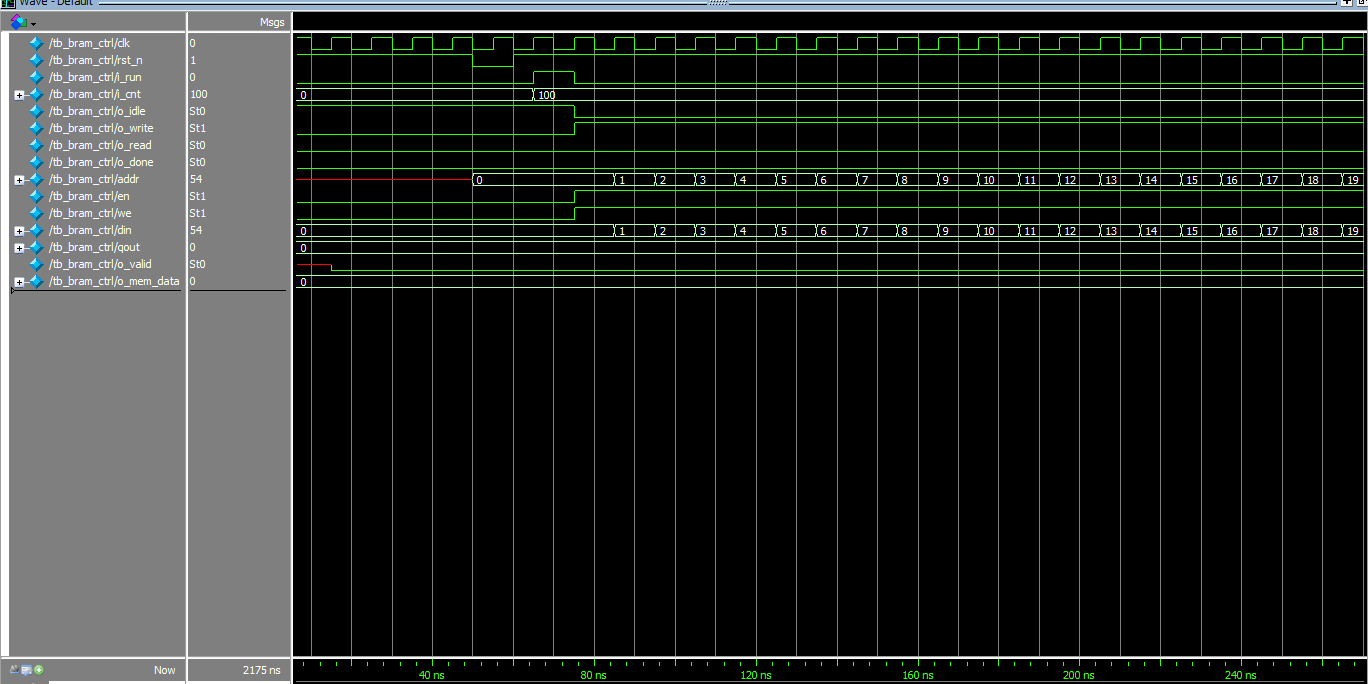 Wave - Default
Msgs
/tb_bram_ctrl/clk 0
/tb_bram_ctrl/rst_n 1
/tb_bram_ctrl/i_run 0
/tb_bram_ctrl/i_cnt 100 0 100
/tb_bram_ctrl/o_idle St0
/tb_bram_ctrl/o_write St1
/tb_bram_ctrl/o_read St0
/tb_bram_ctrl/o_done St0
/tb_bram_ctrl/addr 54 0 1 2 3 4 5 6 7 8 9 10 11 12 13 14 15 16 17 18 19
/tb_bram_ctrl/en St1
/tb_bram_ctrl/we St1
/tb_bram_ctrl/din 54 0 1 2 3 4 5 6 7 8 9 10 11 12 13 14 15 16 17 18 19
/tb_bram_ctrl/qout 0 0
/tb_bram_ctrl/o_valid St0
/tb_bram_ctrl/o_mem_data 0 0
Now 2175 ns 40 ns 80 ns 120 ns 160 ns 200 ns 240 ns